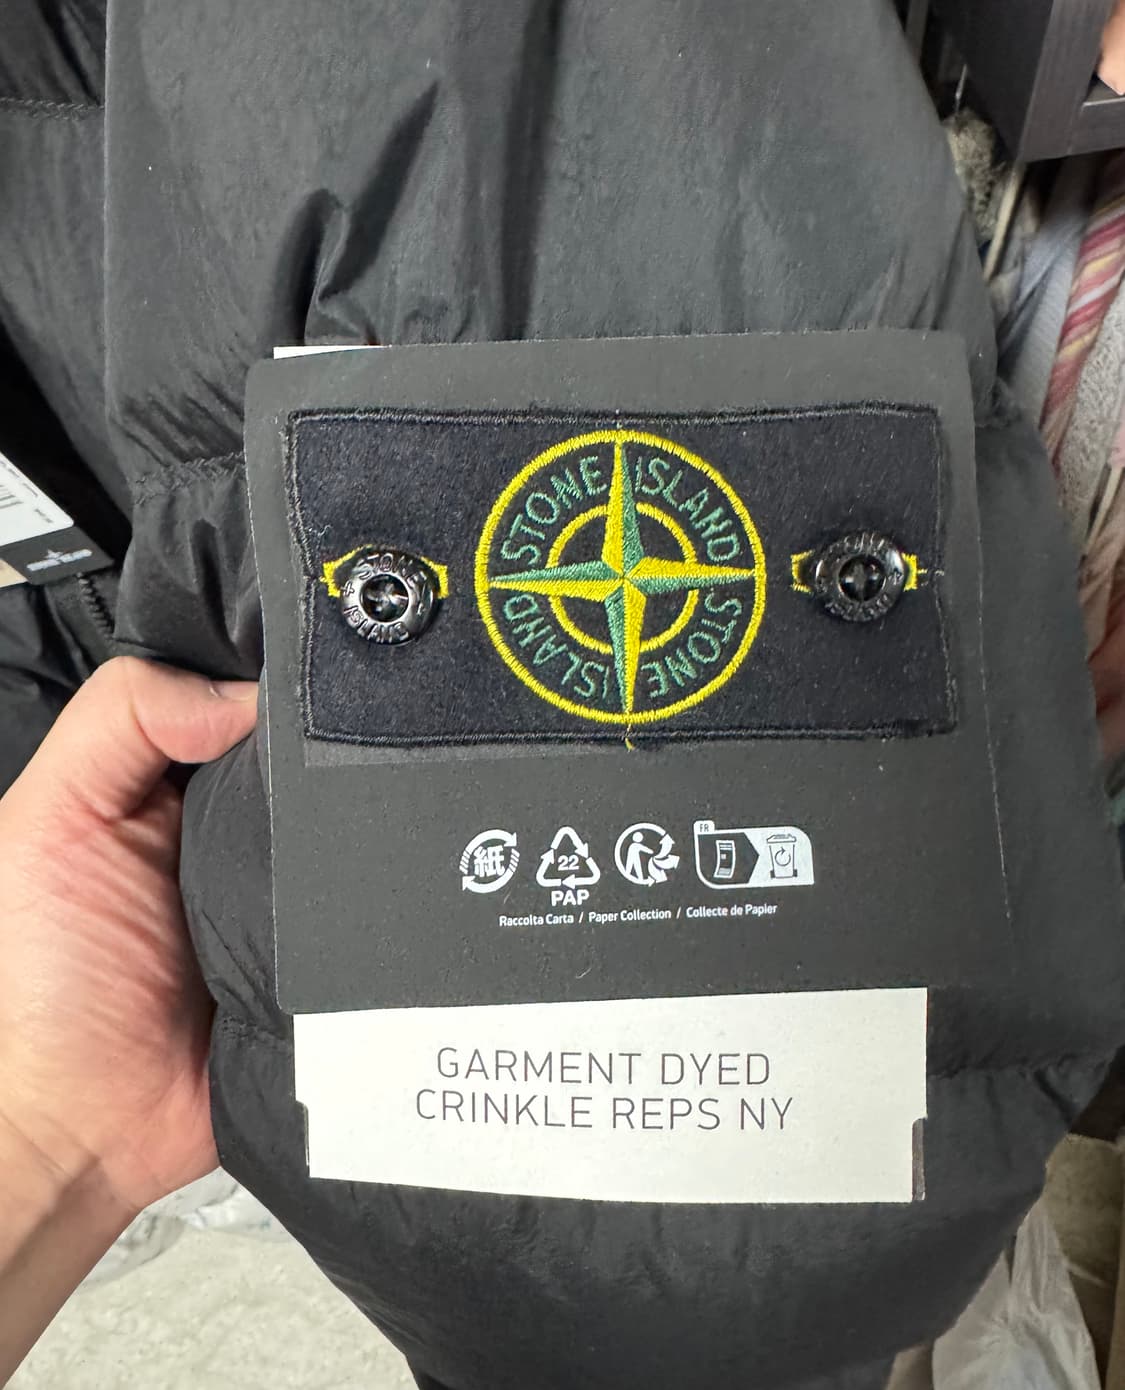 STONE ISLAND
STONE ISLAND
STONE ISLAND
STONE ISLAND
紙
22
PAP
FR
Raccolta Carta / Paper Collection / Collecte de Papier
GARMENT DYED
CRINKLE REPS NY